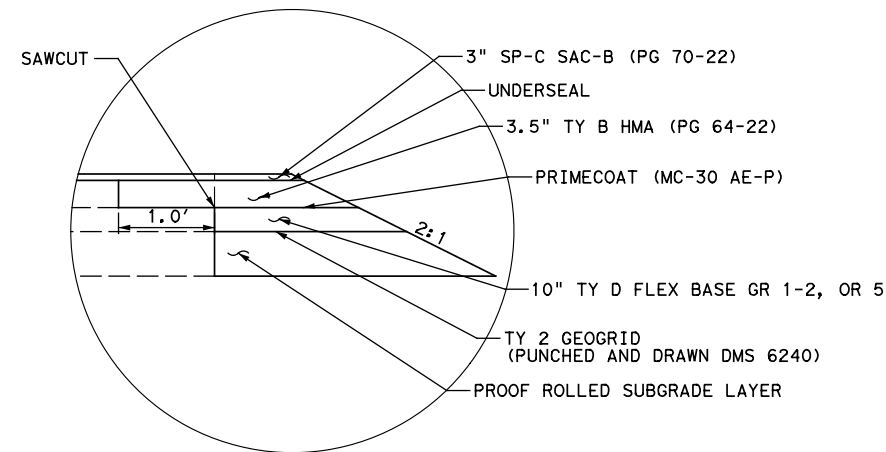 SAWCUT
3" SP-C SAC-B (PG 70-22)
UNDERSEAL
3.5" TY B HMA (PG 64-22)
PRIMECOAT (MC-30 AE-P)
1.0'
2:1
10" TY D FLEX BASE GR 1-2, OR 5
TY 2 GEOGRID
(PUNCHED AND DRAWN DMS 6240)
PROOF ROLLED SUBGRADE LAYER